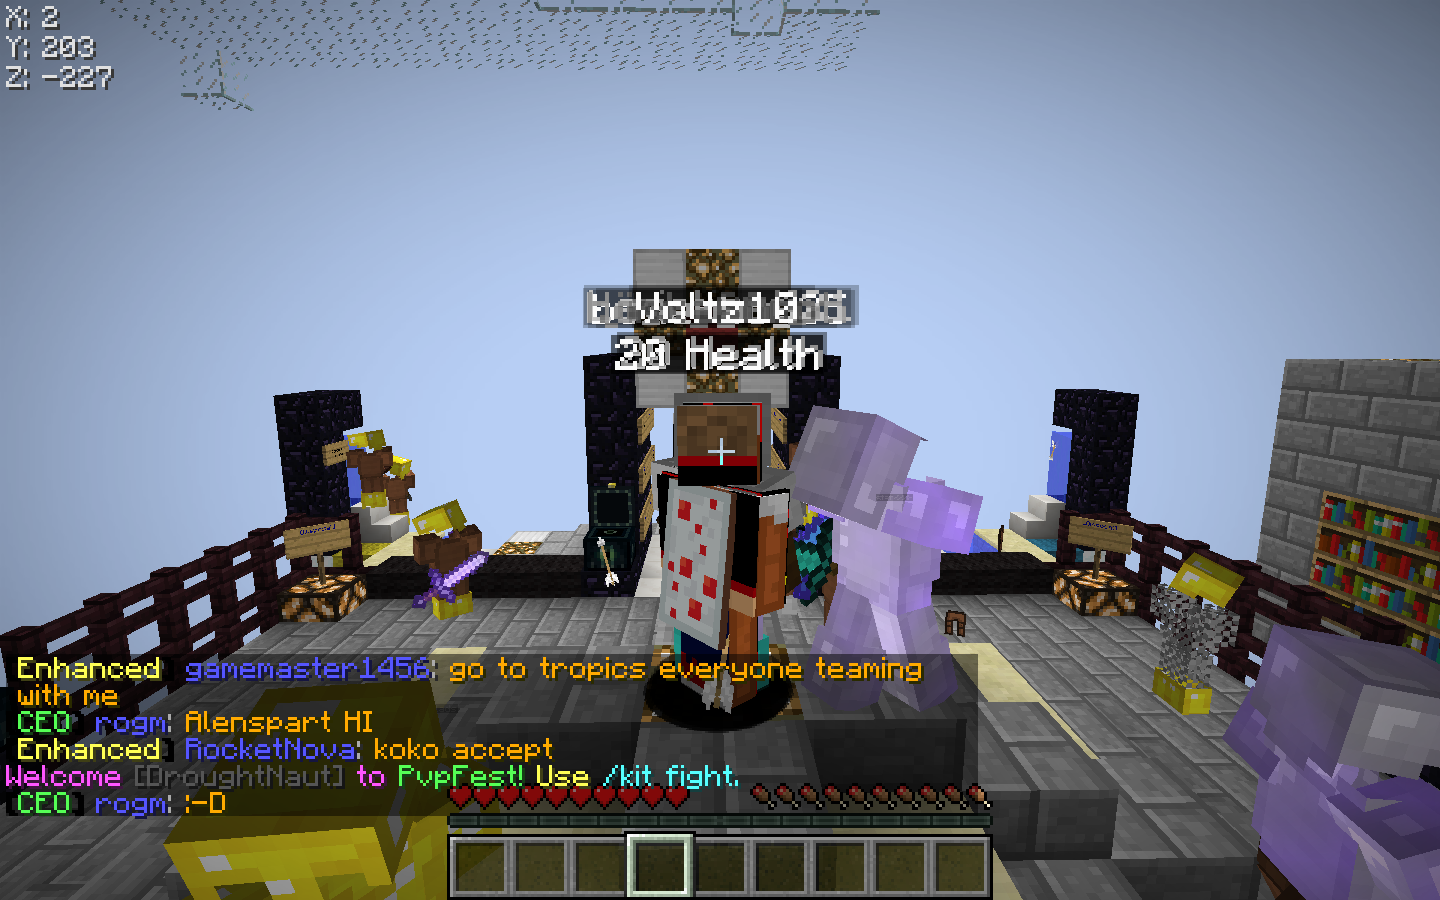 X: 2
Y: 203
Z: -227
20 Health
Enhanced gamemaster1456: go to tropics everyone teaming
with me
CEO rogm: Alenspart HI
Enhanced RocketNova: koko accept
Welcome [DroughtNaut] to PvpFest! Use /kit fight.
CEO rogm: :-D